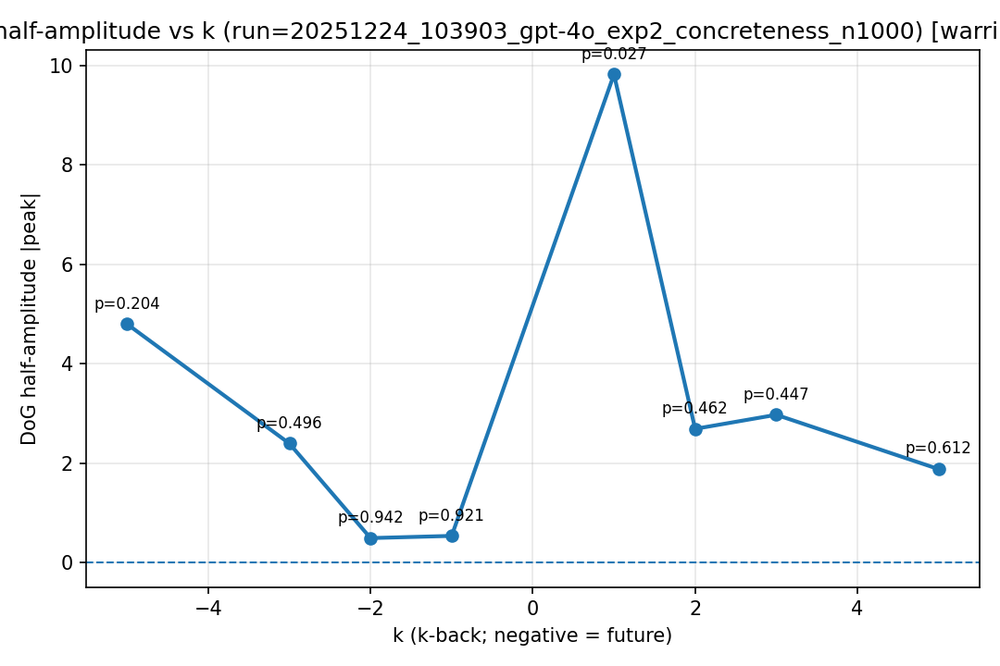 half-amplitude vs k (run=20251224_103903_gpt-4o_exp2_concreteness_n1000) [warri
p=0.027
10
8
6
p=0.204
4
p=0.447
p=0.462
p=0.496
p=0.612
2
p=0.942
p=0.921
0
−4
−2
0
2
4
DoG half-amplitude |peak|
k (k-back; negative = future)